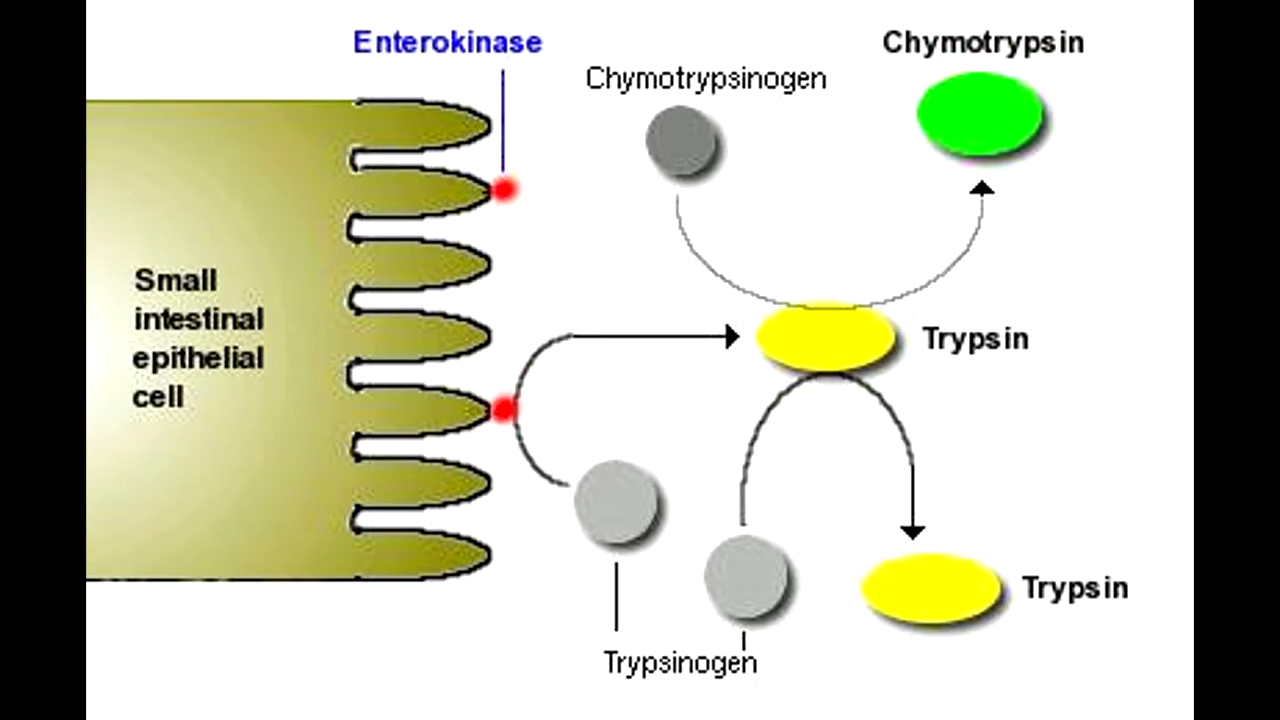 Enterokinase
Chymotrypsin
Chymotrypsinogen
Small
intestinal
epithelial
cell
Trypsin
Trypsin
Trypsinogen